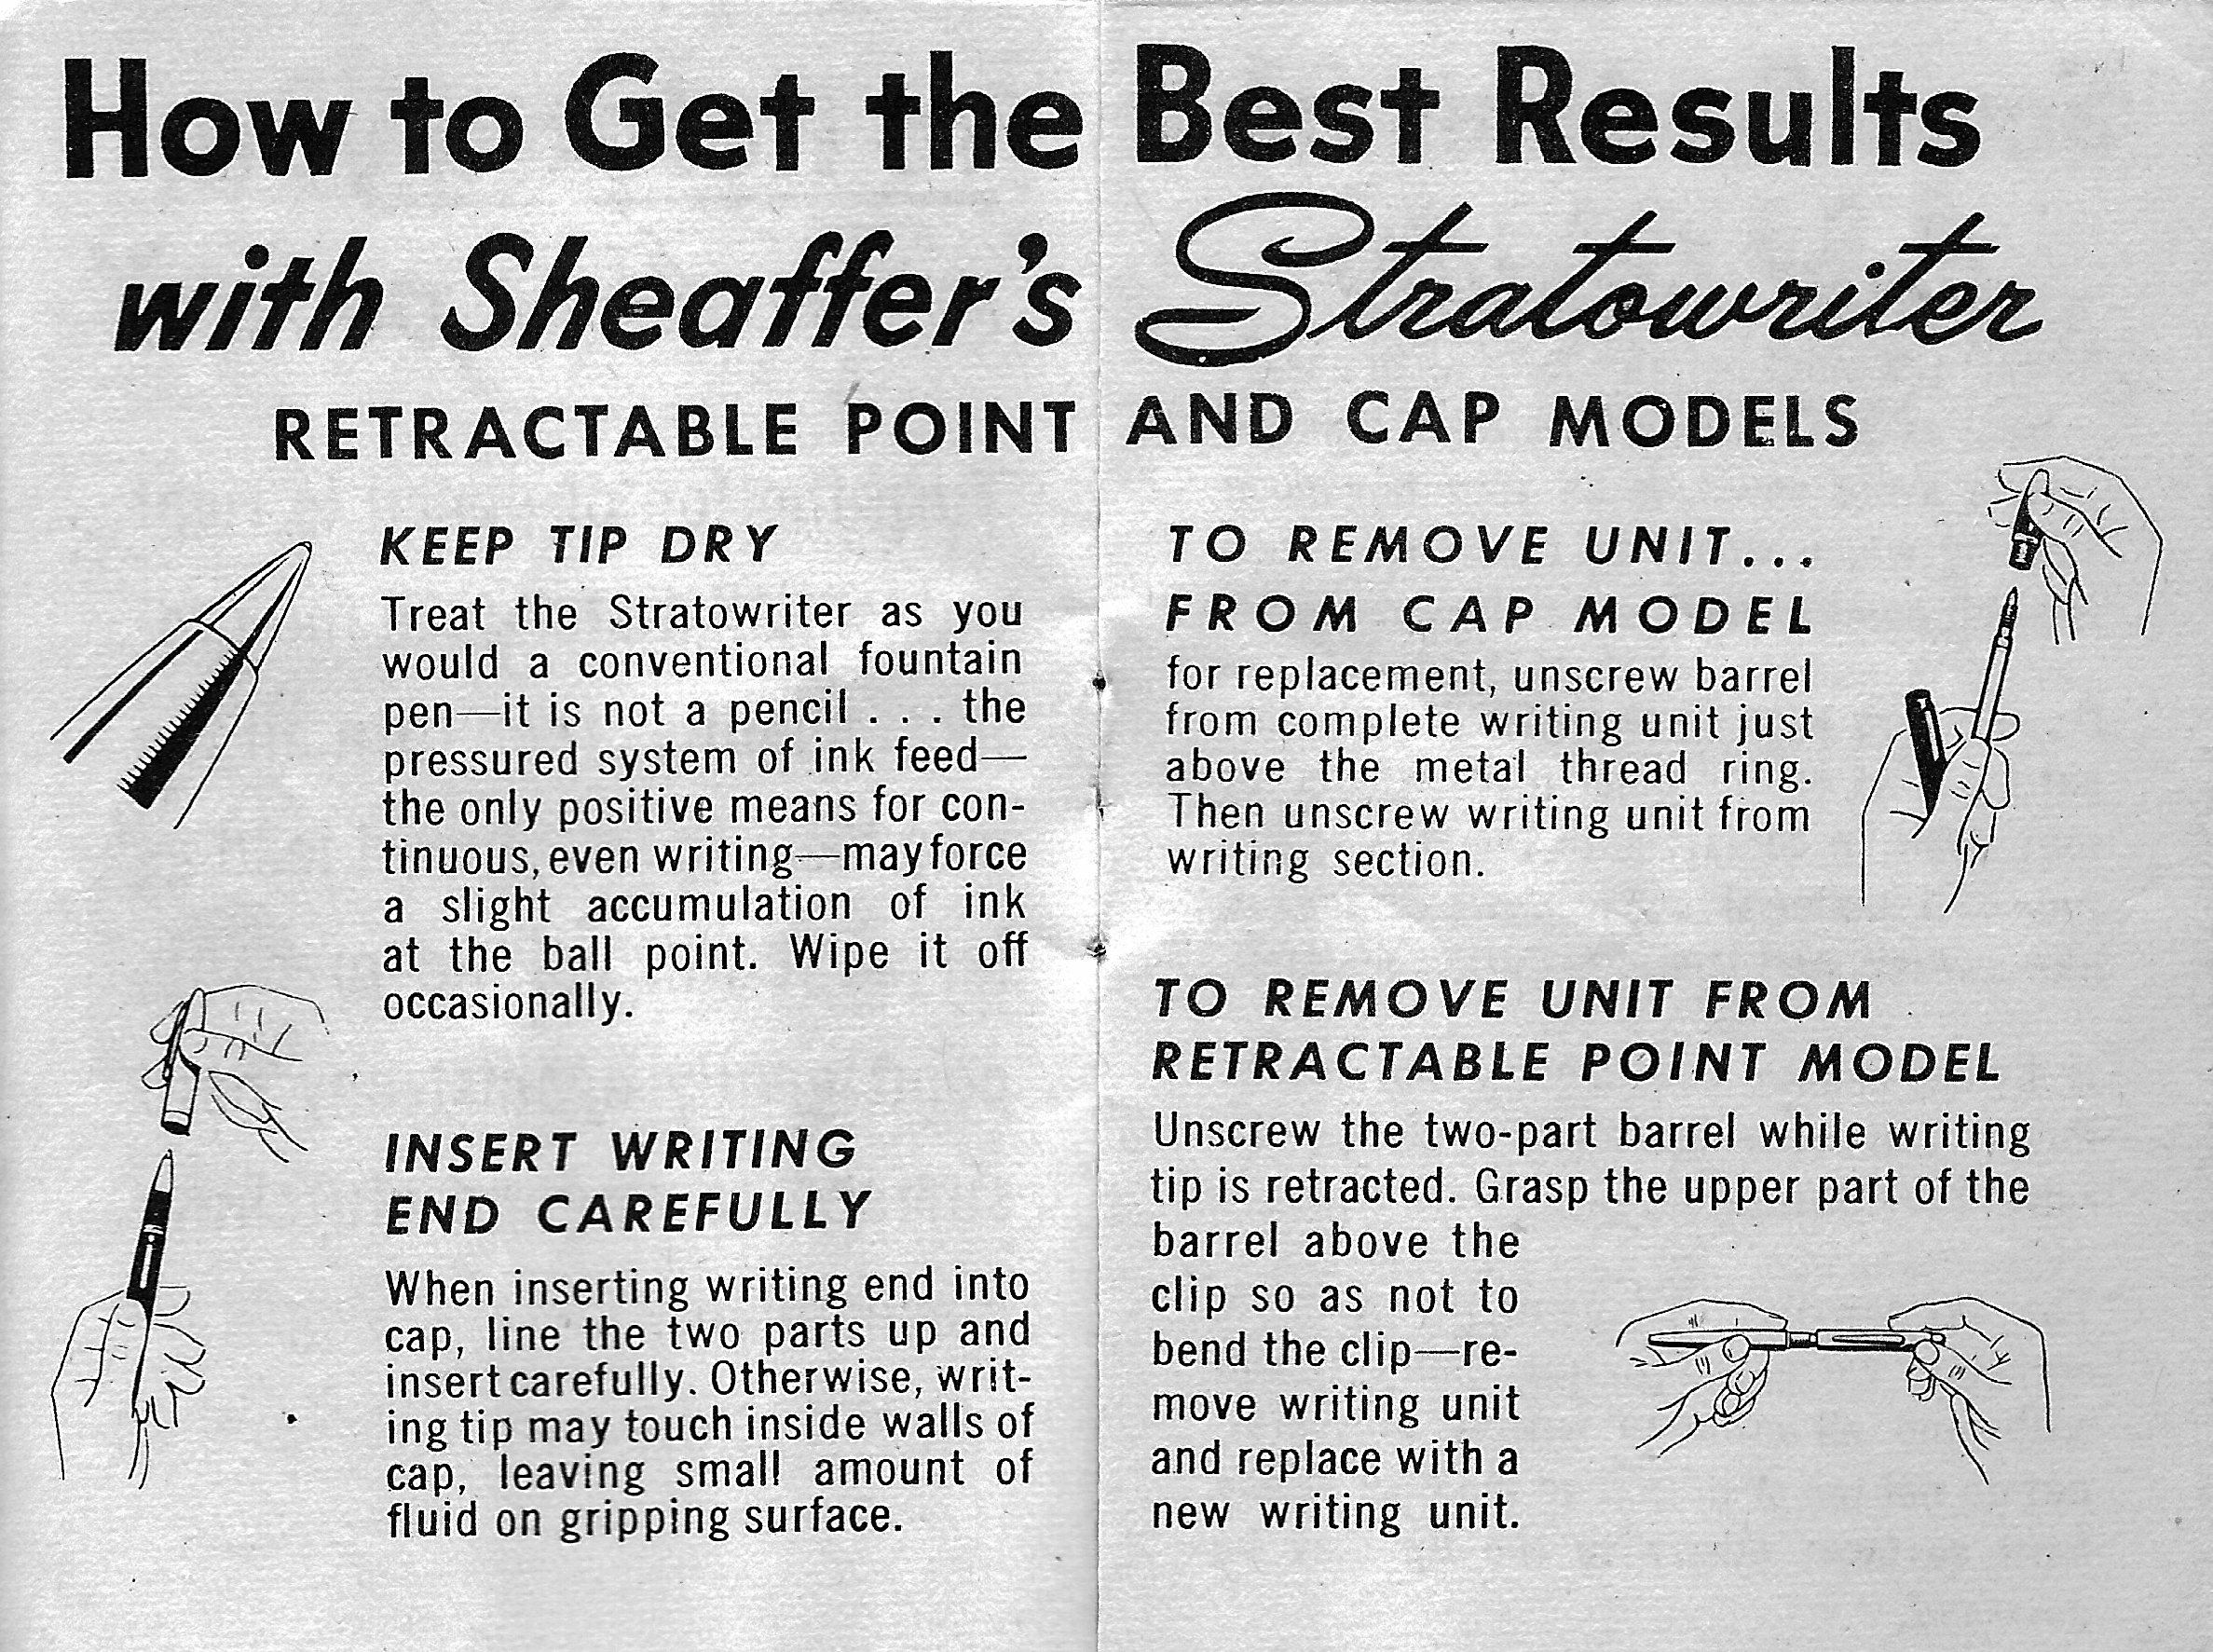 How to Get the Best Results
with Sheaffer's Stratowriter
RETRACTABLE POINT AND CAP MODELS
KEEP TIP DRY
Treat the Stratowriter as you
would a conventional fountain
pen—it is not a pencil . . . the
pressured system of ink feed—
the only positive means for con-
tinuous, even writing—may force
a slight accumulation of ink
at the ball point. Wipe it off
occasionally.
INSERT WRITING
END CAREFULLY
When inserting writing end into
cap, line the two parts up and
insert carefully. Otherwise, writ-
ing tip may touch inside walls of
cap, leaving small amount of
fluid on gripping surface.
TO REMOVE UNIT...
FROM CAP MODEL
for replacement, unscrew barrel
from complete writing unit just
above the metal thread ring.
Then unscrew writing unit from
writing section.
TO REMOVE UNIT FROM
RETRACTABLE POINT MODEL
Unscrew the two-part barrel while writing
tip is retracted. Grasp the upper part of the
barrel above the
clip so as not to
bend the clip—re-
move writing unit
and replace with a
new writing unit.